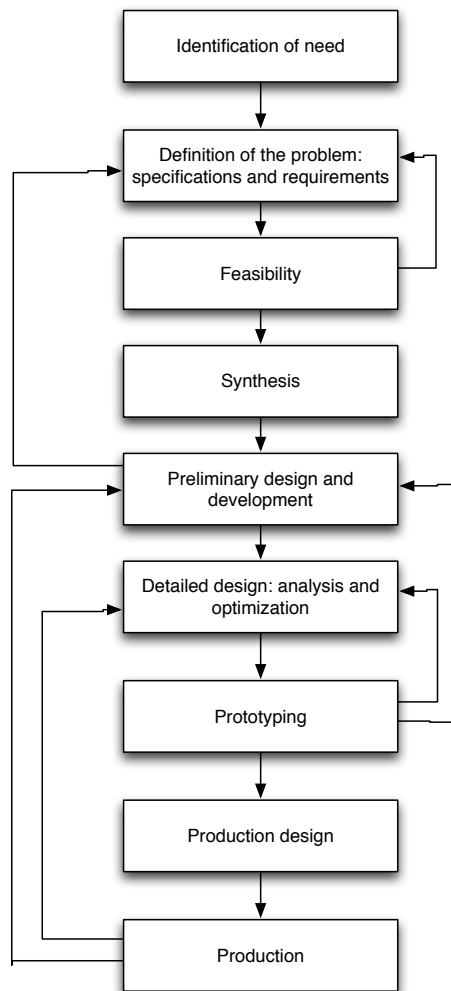 Identification of need
Definition of the problem:
specifications and requirements
Feasibility
Synthesis
Preliminary design and
development
Detailed design: analysis and
optimization
Prototyping
Production design
Production